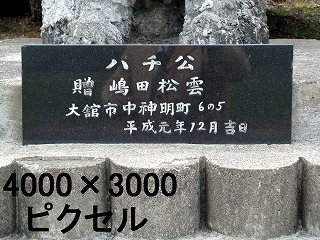 ハチ公
贈 嶋田松雲
大舘市中神明町605
平成元年12月吉日
4000×3000
ピクセル